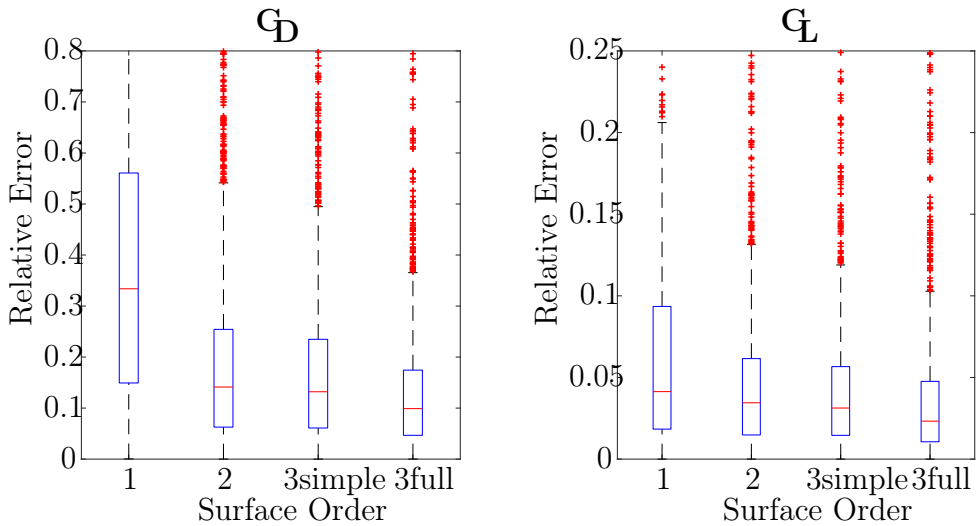 C_D
0.8
0.7
0.6
0.5
0.4
0.3
0.2
0.1
0
Relative Error
1 2 3simple 3full
Surface Order
C_L
0.25
0.2
0.15
0.1
0.05
0
Relative Error
1 2 3simple 3full
Surface Order